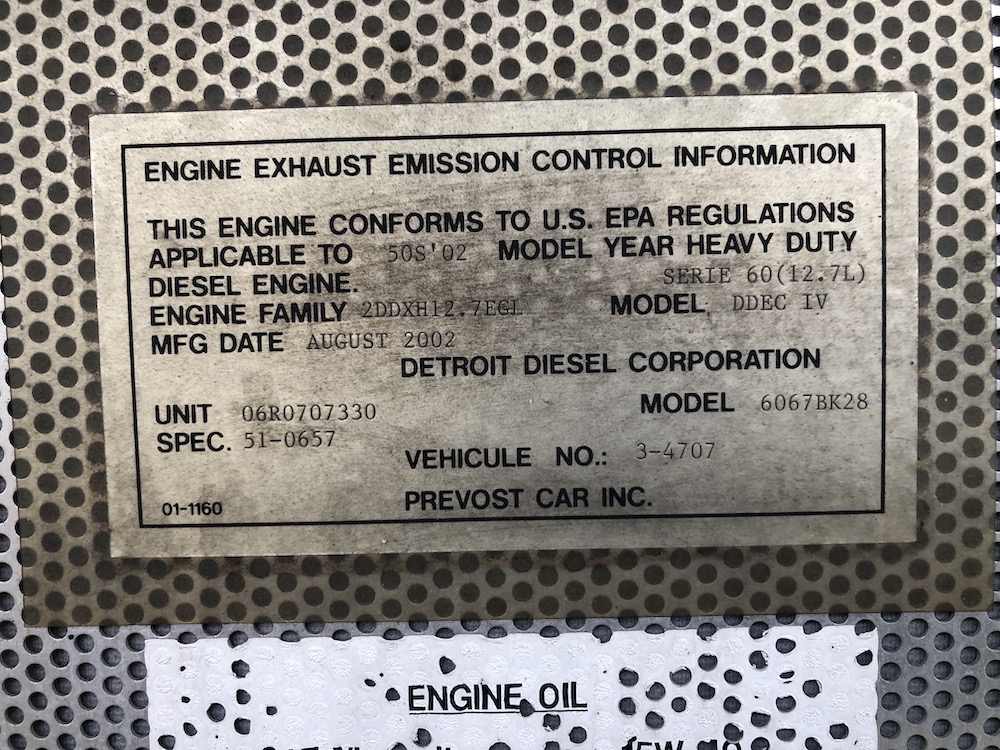 ENGINE EXHAUST EMISSION CONTROL INFORMATION
THIS ENGINE CONFORMS TO U.S. EPA REGULATIONS
APPLICABLE TO 50S'02 MODEL YEAR HEAVY DUTY
DIESEL ENGINE. SERIE 60(12.7L)
ENGINE FAMILY 2DDXH12.7EGL MODEL DDEC IV
MFG DATE AUGUST 2002
DETROIT DIESEL CORPORATION
UNIT 06R0707330 MODEL 6067BK28
SPEC. 51-0657
VEHICULE NO.: 3-4707
01-1160 PREVOST CAR INC.
ENGINE OIL